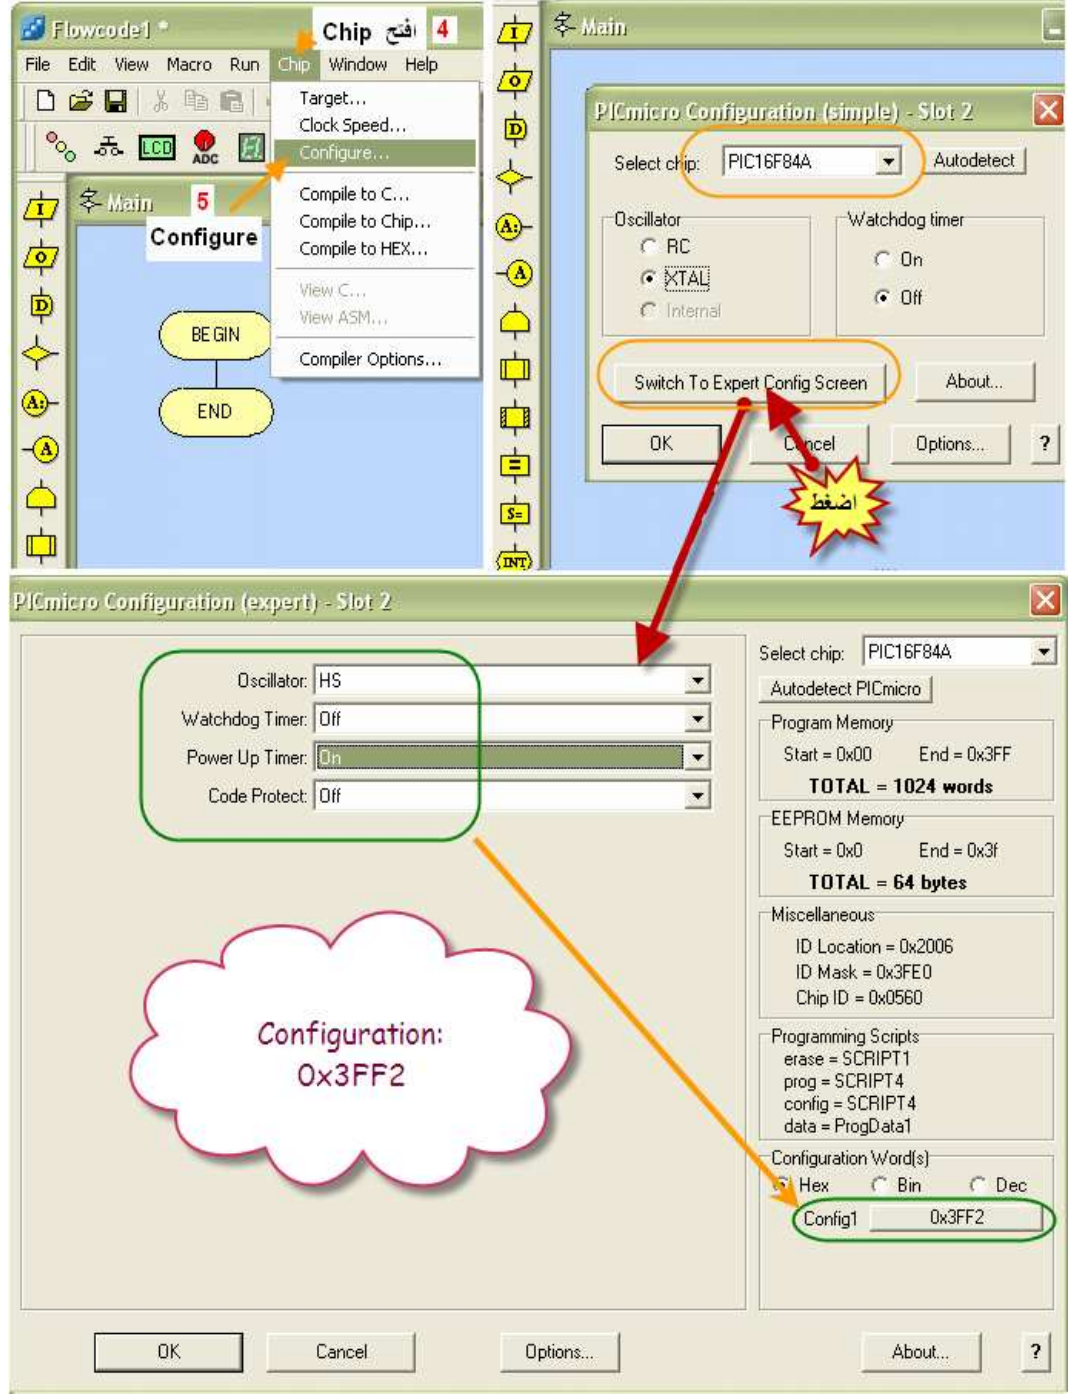 Flowcode1 *
افتح Chip 4
File Edit View Macro Run Chip Window Help
LCD
ADC
Target...
Clock Speed...
Configure...
Compile to C...
Compile to Chip...
Compile to HEX...
View C...
View ASM...
Compiler Options...
Main
5
Configure
BEGIN
END
I
O
D
A:
A
Main
PICmicro Configuration (simple) - Slot 2
Select chip: PIC16F84A Autodetect
Oscillator
RC
XTAL
Internal
Watchdog timer
On
Off
Switch To Expert Config Screen About...
OK Cancel Options... ?
اضغط
I
O
D
A:
A
=
S=
INT
PICmicro Configuration (expert) - Slot 2
Oscillator: HS
Watchdog Timer: Off
Power Up Timer: On
Code Protect: Off
Configuration:
0x3FF2
Select chip: PIC16F84A
Autodetect PICmicro
Program Memory
Start = 0x00 End = 0x3FF
TOTAL = 1024 words
EEPROM Memory
Start = 0x0 End = 0x3f
TOTAL = 64 bytes
Miscellaneous
ID Location = 0x2006
ID Mask = 0x3FE0
Chip ID = 0x0560
Programming Scripts
erase = SCRIPT1
prog = SCRIPT4
config = SCRIPT4
data = ProgData1
Configuration Word(s)
Hex Bin Dec
Config1 0x3FF2
OK Cancel Options... About... ?